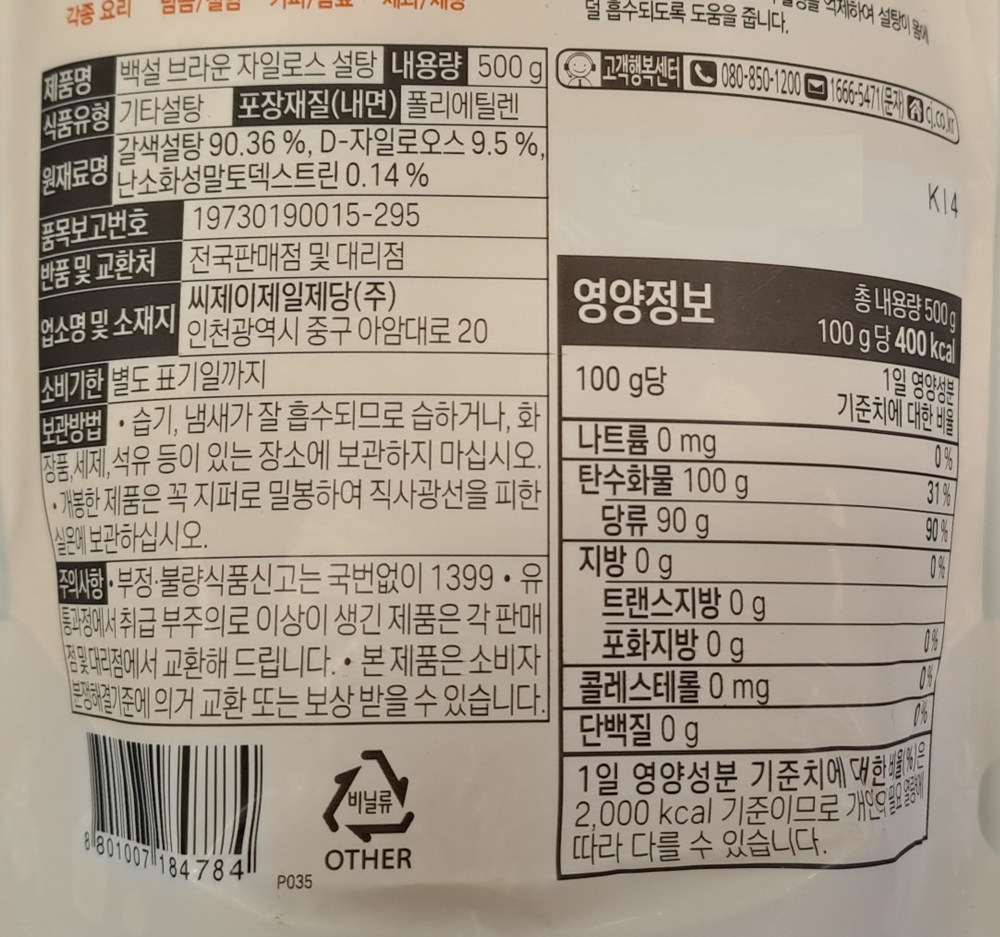 각종 요리
덜 흡수되도록 도움을 줍니다.
제품명 백설 브라운 자일로스 설탕 내용량 500 g
식품유형 기타설탕 포장재질(내면) 폴리에틸렌
원재료명 갈색설탕 90.36 %, D-자일로오스 9.5 %,
난소화성말토덱스트린 0.14 %
품목보고번호 19730190015-295
반품 및 교환처 전국판매점 및 대리점
업소명 및 소재지 씨제이제일제당(주)
인천광역시 중구 아암대로 20
소비기한 별도 표기일까지
보관방법 • 습기, 냄새가 잘 흡수되므로 습하거나, 화
장품, 세제, 석유 등이 있는 장소에 보관하지 마십시오.
• 개봉한 제품은 꼭 지퍼로 밀봉하여 직사광선을 피한
실온에 보관하십시오.
주의사항 • 부정·불량식품신고는 국번없이 1399 • 유
통과정에서 취급 부주의로 이상이 생긴 제품은 각 판매
점 및 대리점에서 교환해 드립니다. • 본 제품은 소비자
분쟁해결기준에 의거 교환 또는 보상 받을 수 있습니다.
8 801007 184784
P035
비닐류
OTHER
고객행복센터 080-850-1200 1666-5471(문자) cj.co.kr
K14
영양정보
총 내용량 500 g
100 g당 400 kcal
100 g당
1일 영양성분
기준치에 대한 비율
나트륨 0 mg 0 %
탄수화물 100 g 31 %
당류 90 g 90 %
지방 0 g 0 %
트랜스지방 0 g
포화지방 0 g 0 %
콜레스테롤 0 mg 0 %
단백질 0 g 0 %
1일 영양성분 기준치에 대한 비율(%)은
2,000 kcal 기준이므로 개인의 필요 열량에
따라 다를 수 있습니다.